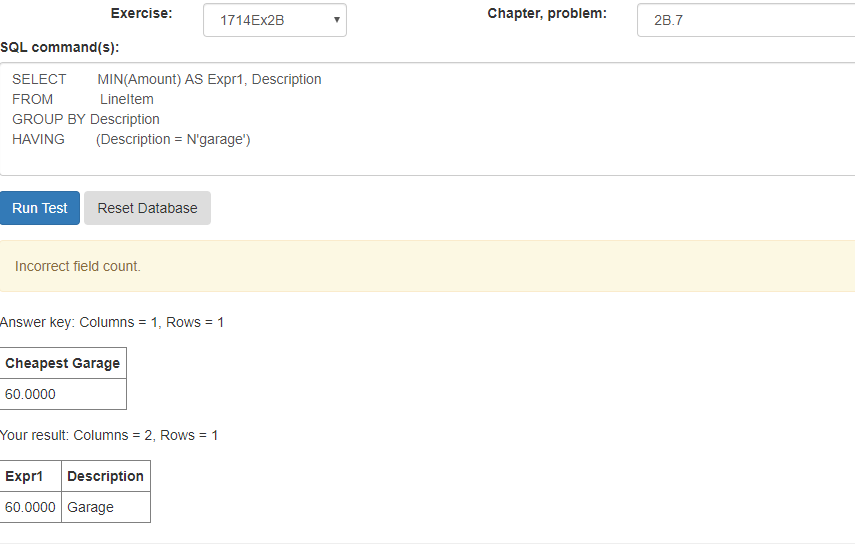 Exercise: 1714Ex2B Chapter, problem: 2B.7
SQL command(s):
SELECT MIN(Amount) AS Expr1, Description
FROM LineItem
GROUP BY Description
HAVING (Description = N'garage')
Run Test Reset Database
Incorrect field count.
Answer key: Columns = 1, Rows = 1
Cheapest Garage
60.0000
Your result: Columns = 2, Rows = 1
Expr1 Description
60.0000 Garage